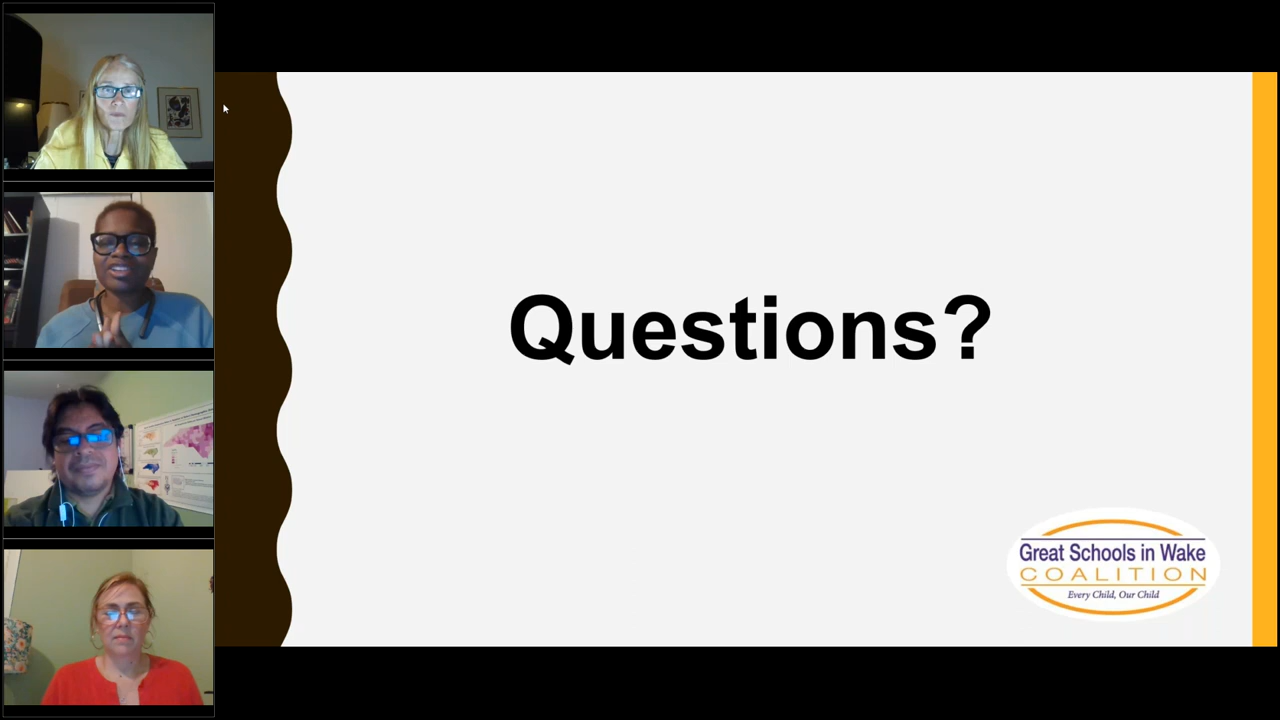 Questions?
Great Schools in Wake
COALITION
Every Child, Our Child